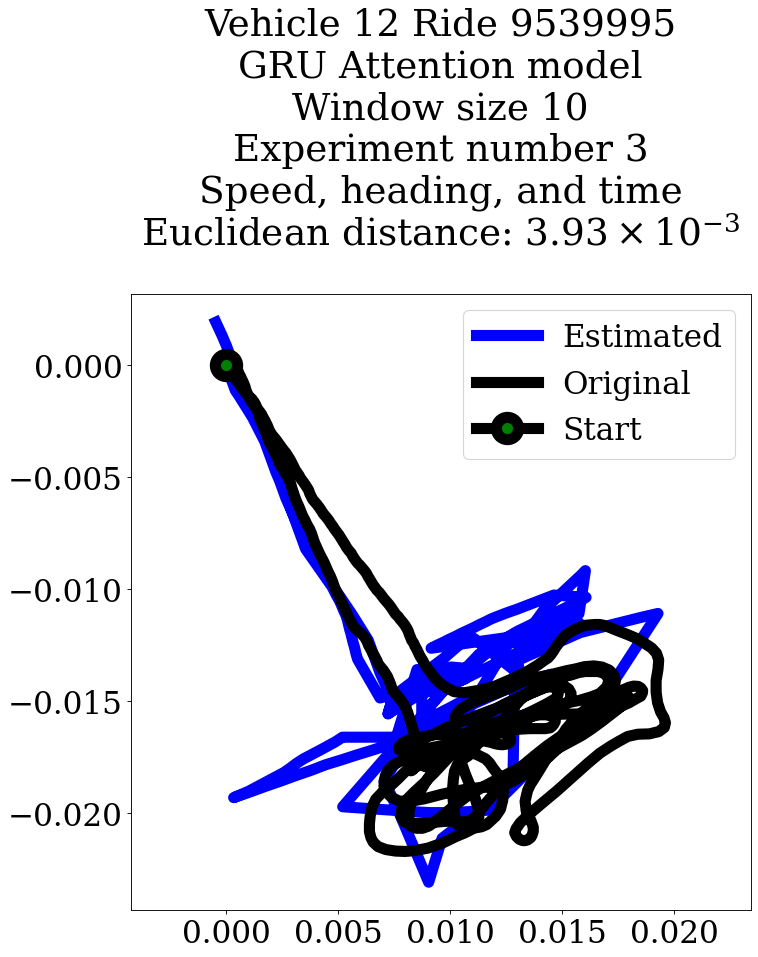 Vehicle 12 Ride 9539995
GRU Attention model
Window size 10
Experiment number 3
Speed, heading, and time
Euclidean distance: 3.93 × 10⁻³
Estimated
Original
Start
0.000
−0.005
−0.010
−0.015
−0.020
0.000 0.005 0.010 0.015 0.020